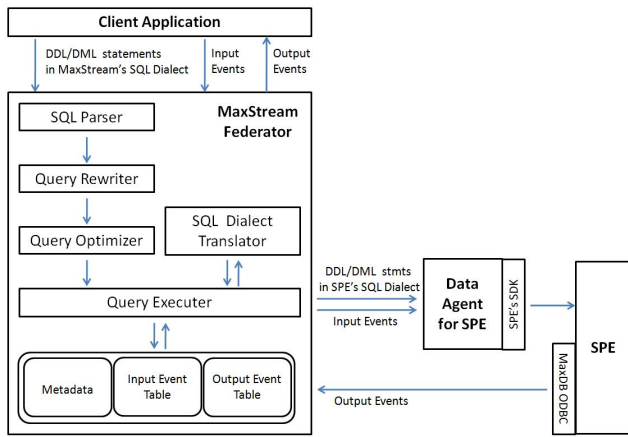 Client Application
DDL/DML statements
in MaxStream's SQL Dialect
Input
Events
Output
Events
MaxStream
Federator
SQL Parser
Query Rewriter
Query Optimizer
SQL Dialect
Translator
Query Executer
Metadata
Input Event
Table
Output Event
Table
DDL/DML stmts
in SPE's SQL Dialect
Input Events
Data
Agent
for SPE
SPE's SDK
SPE
MaxDB ODBC
Output Events